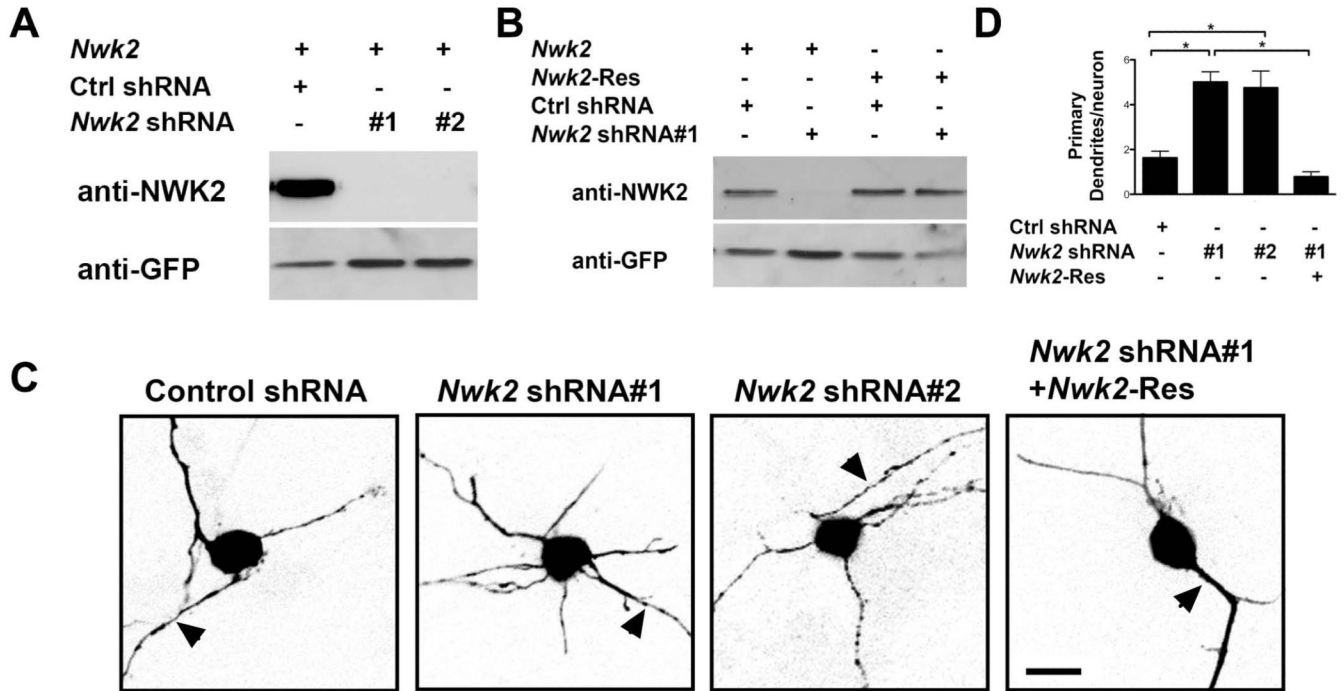 A
Nwk2 + + +
Ctrl shRNA + - -
Nwk2 shRNA - #1 #2
anti-NWK2
anti-GFP
B
Nwk2 + + - -
Nwk2-Res - - + +
Ctrl shRNA + - + -
Nwk2 shRNA#1 - + - +
anti-NWK2
anti-GFP
D
* * *
Primary
Dendrites/neuron
6
4
2
0
Ctrl shRNA + - - -
Nwk2 shRNA - #1 #2 #1
Nwk2-Res - - - +
C
Control shRNA
Nwk2 shRNA#1
Nwk2 shRNA#2
Nwk2 shRNA#1
+Nwk2-Res